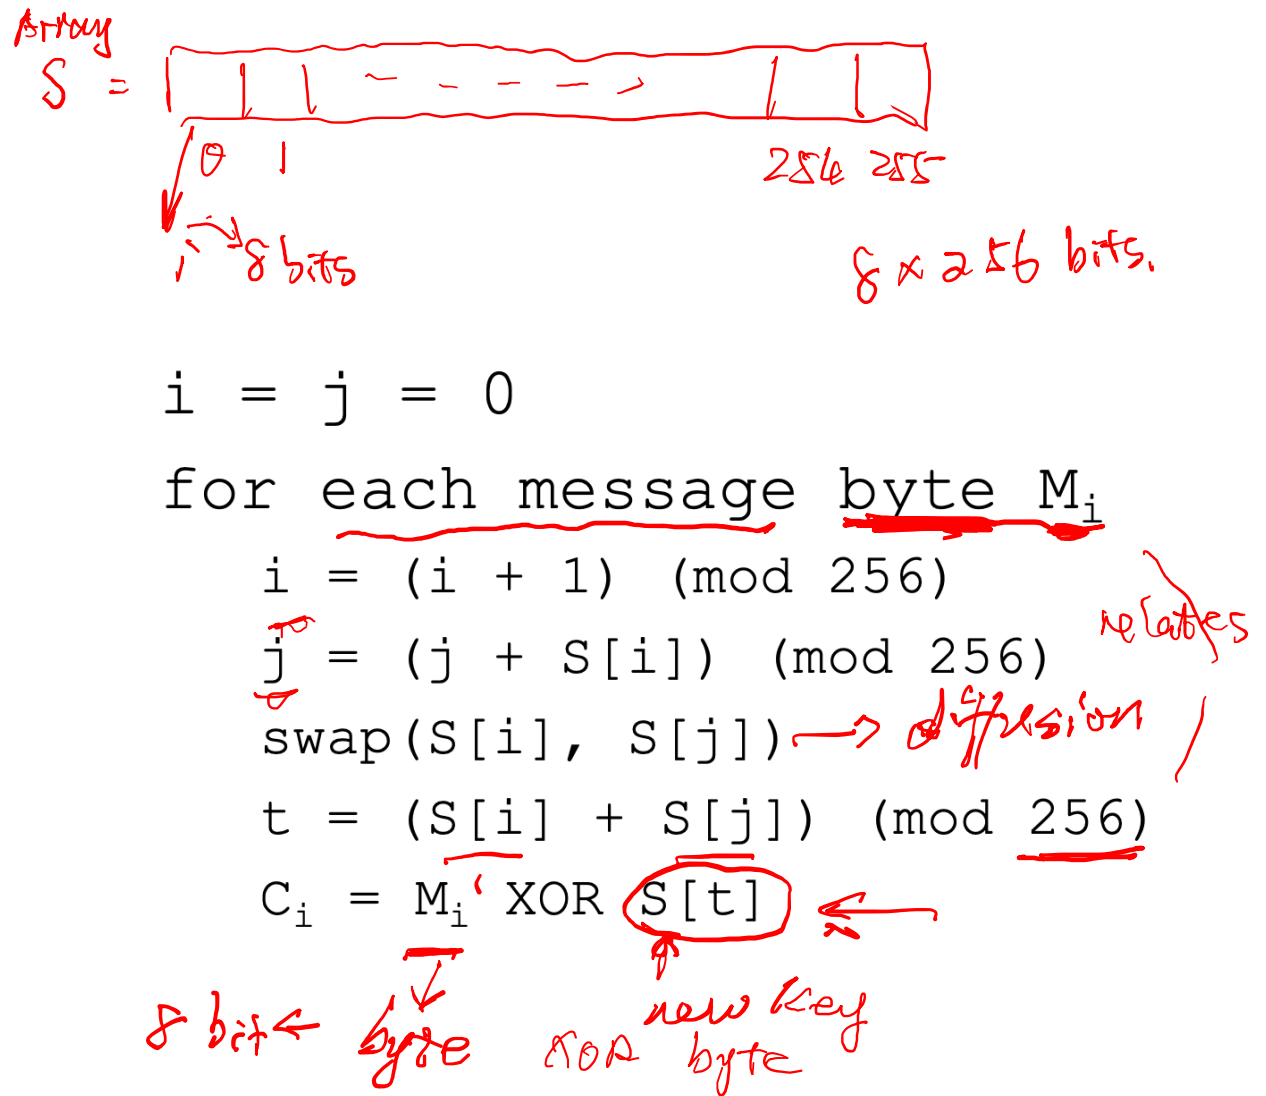 Array
S =
0 1 254 255
i → 8 bits
8 x 256 bits.
i = j = 0
for each message byte Mi
i = (i + 1) (mod 256)
relates
j = (j + S[i]) (mod 256)
swap(S[i], S[j]) → diffusion
t = (S[i] + S[j]) (mod 256)
Ci = Mi XOR S[t]
8 bit ← byte XOR new key
byte